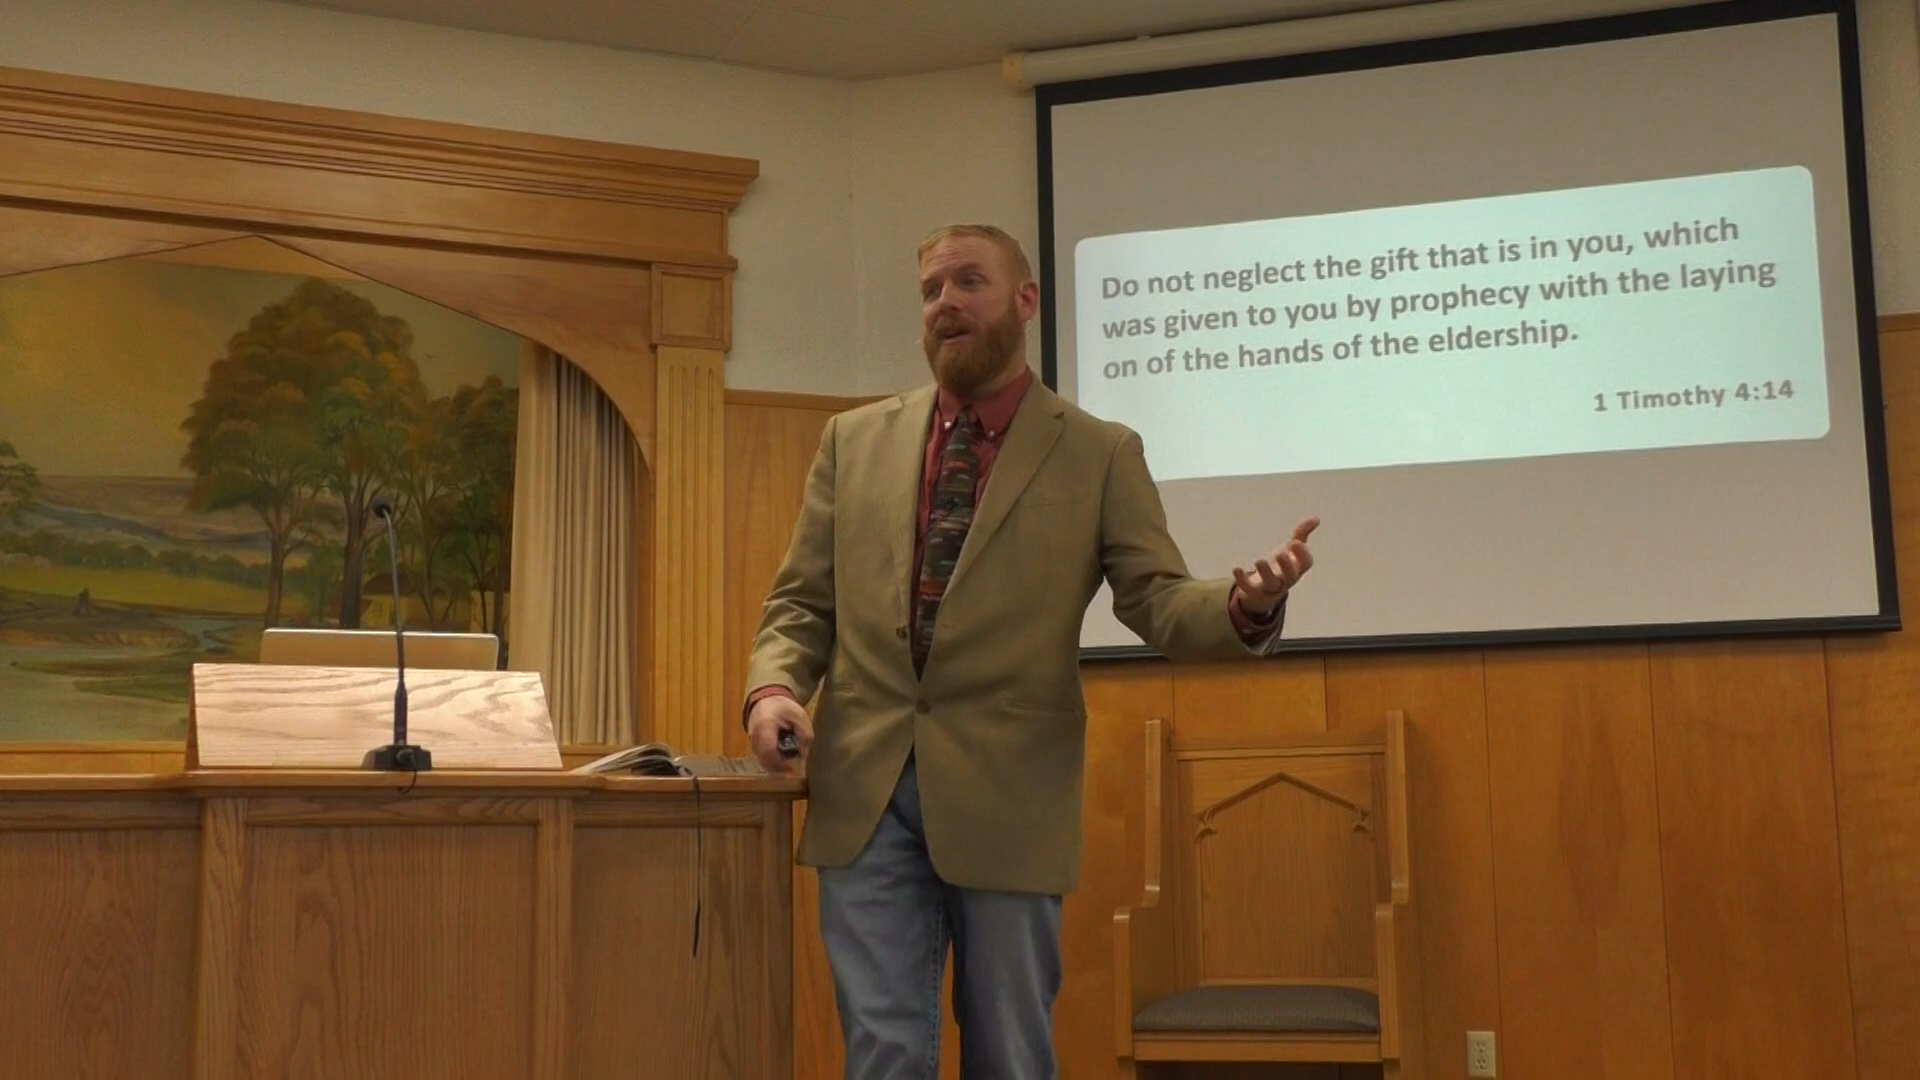 Do not neglect the gift that is in you, which
was given to you by prophecy with the laying
on of the hands of the eldership.
1 Timothy 4:14